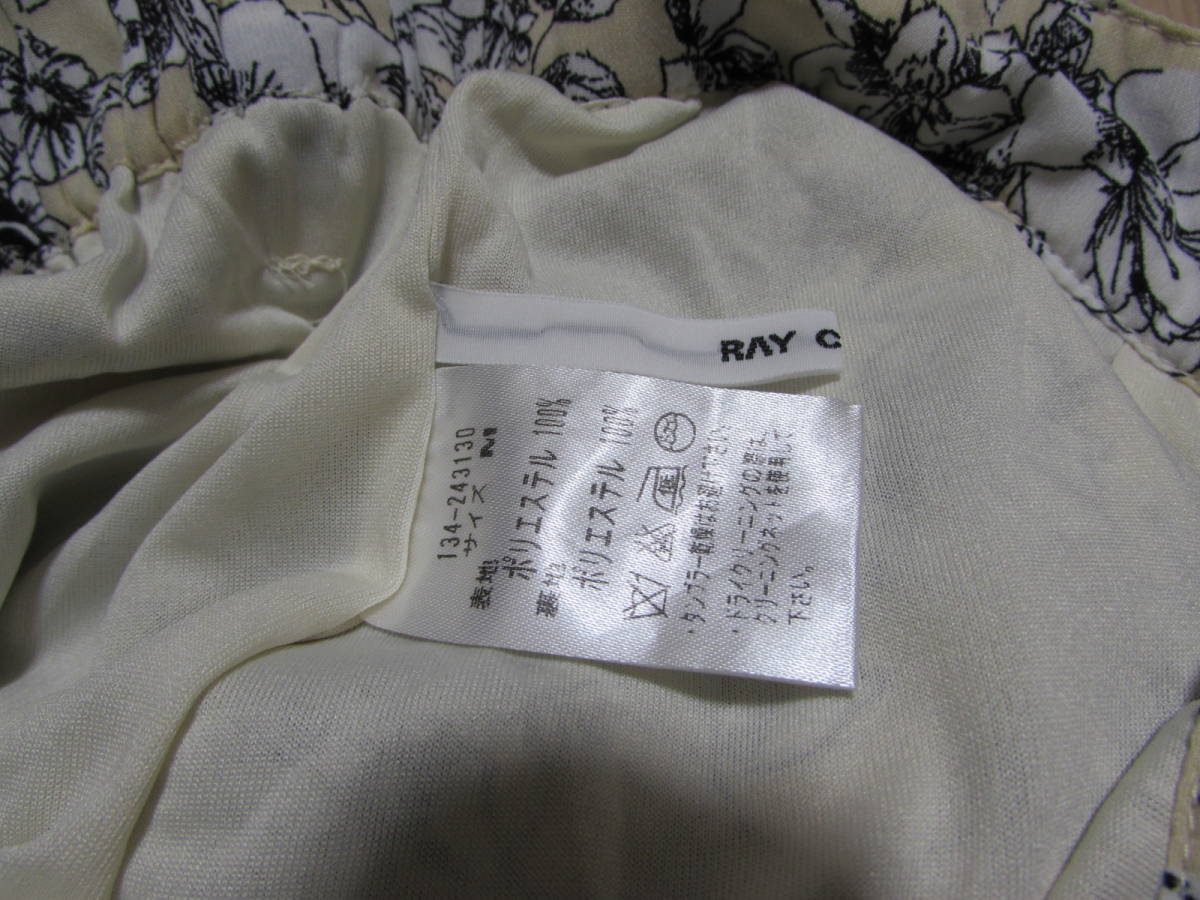 RAY C
134-243130
サイズ M
表地
ポリエステル 100%
裏地
ポリエステル 100%
・タンブラー乾燥はお避け下さい。
・ドライクリーニングの際は、
クリーニングネットを使用して
下さい。